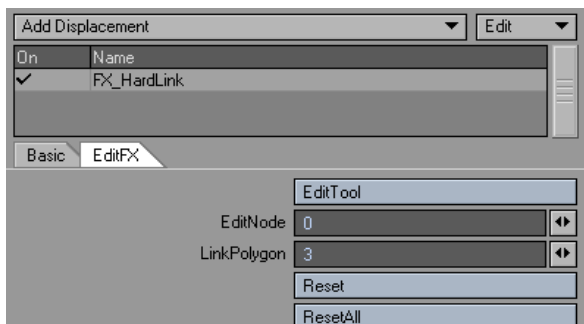 Add Displacement Edit
On Name
FX_HardLink
Basic EditFX
EditTool
EditNode 0
LinkPolygon 3
Reset
ResetAll